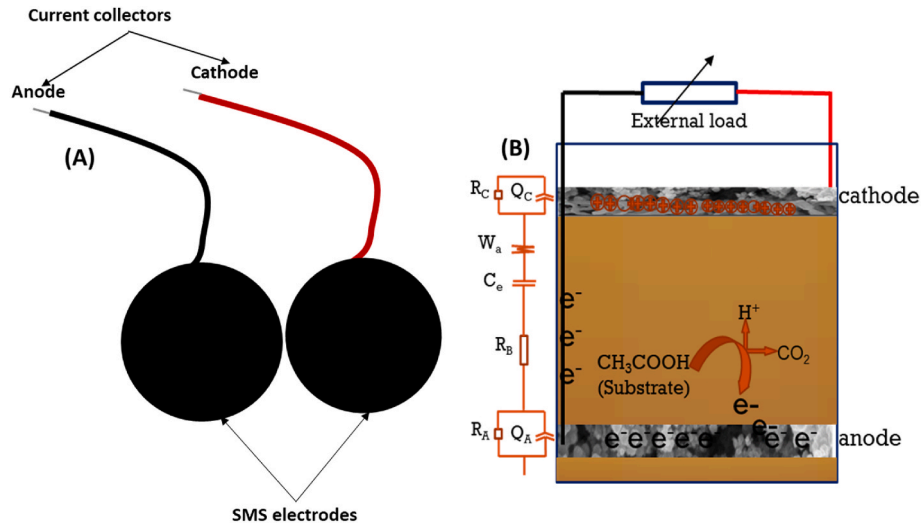 Current collectors
Anode
Cathode
(A)
SMS electrodes
(B)
External load
R_C
Q_C
cathode
W_a
C_e
R_B
R_A
Q_A
e⁻
e⁻
e⁻
H⁺
CO₂
CH₃COOH
(Substrate)
e-
e-
e⁻ e⁻ e⁻ e⁻ e⁻ e⁻ e⁻
anode